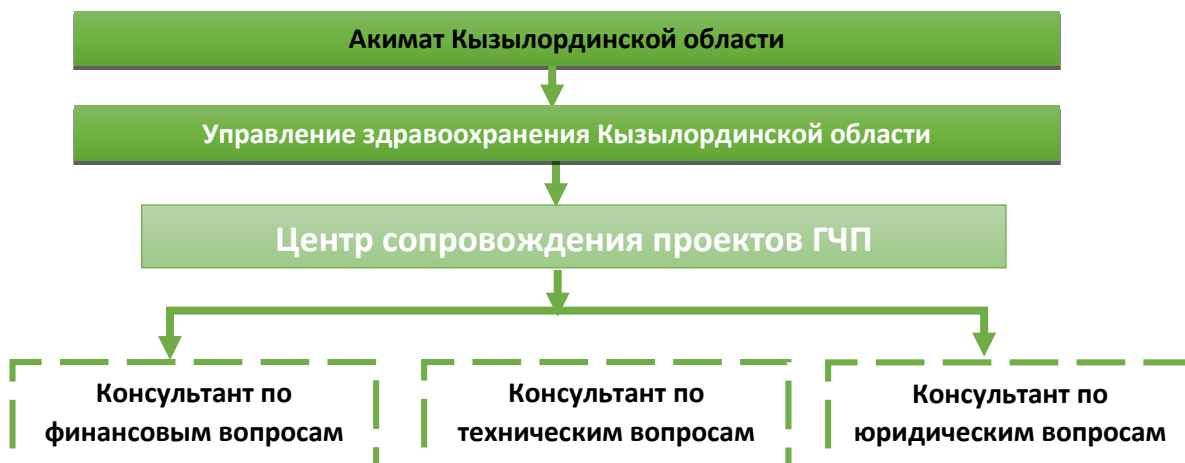 Акимат Кызылординской области
Управление здравоохранения Кызылординской области
Центр сопровождения проектов ГЧП
Консультант по
финансовым вопросам
Консультант по
техническим вопросам
Консультант по
юридическим вопросам